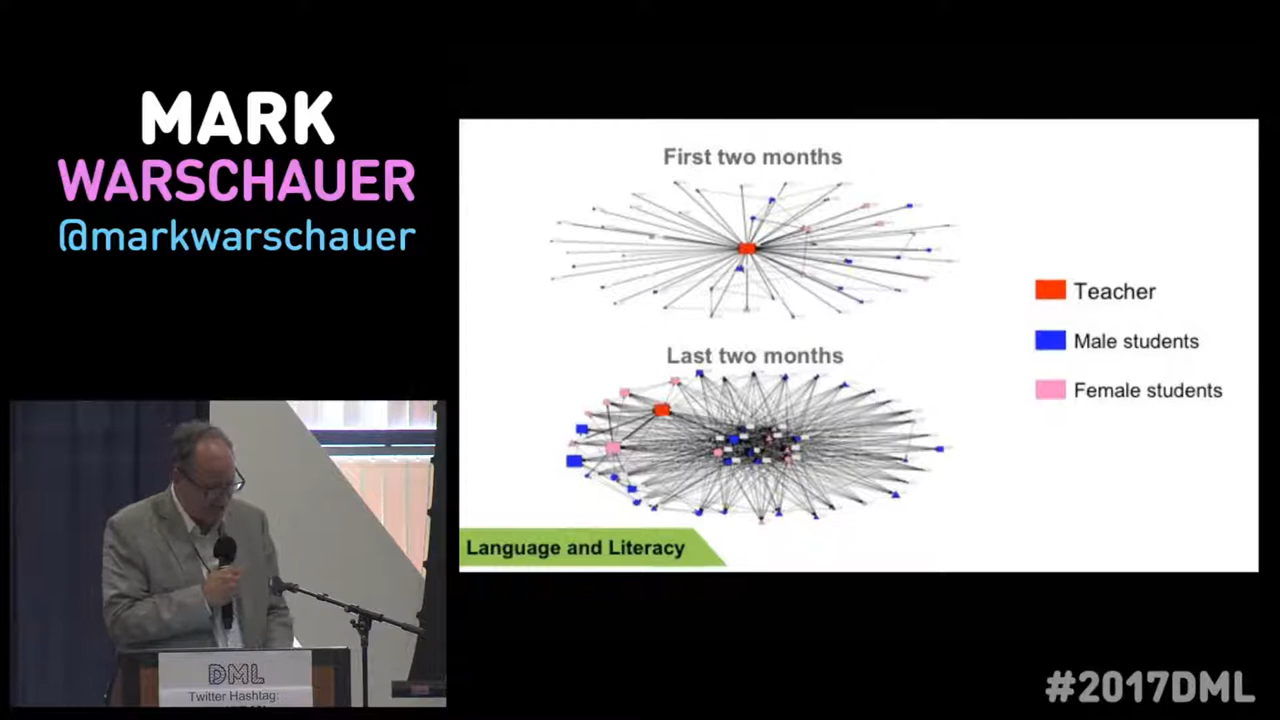 MARK
WARSCHAUER
@markwarschauer
First two months
Last two months
Teacher
Male students
Female students
Language and Literacy
DML
Twitter Hashtag:
#2017DML